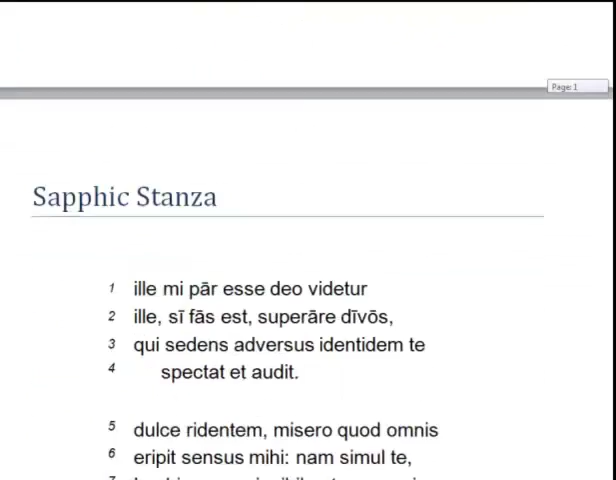 Page: 1
Sapphic Stanza
1 ille mi pār esse deo videtur
2 ille, sī fās est, superāre dīvōs,
3 qui sedens adversus identidem te
4 spectat et audit.
5 dulce ridentem, misero quod omnis
6 eripit sensus mihi: nam simul te,